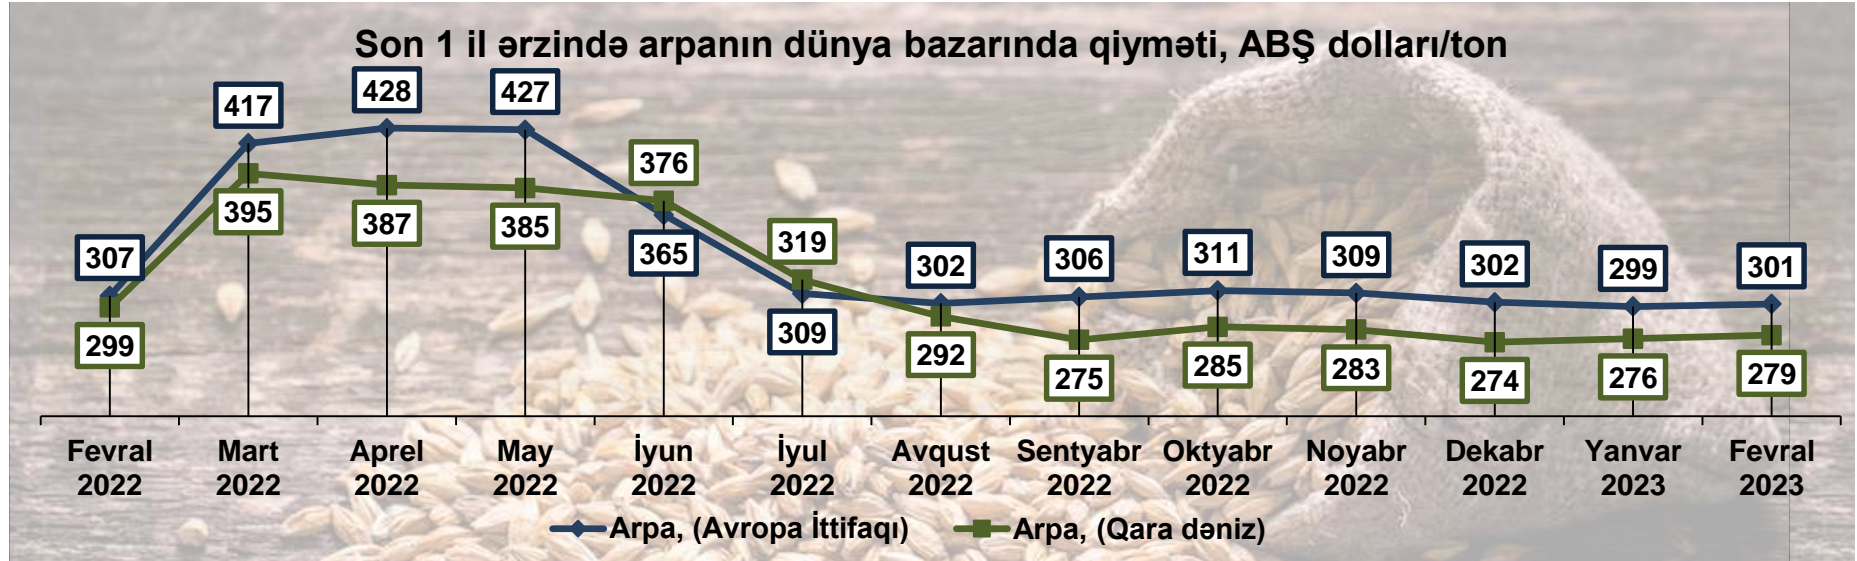 Son 1 il ərzində arpanın dünya bazarında qiyməti, ABŞ dolları/ton
307 417 428 427 365 309 302 306 311 309 302 299 301
299 395 387 385 376 319 292 275 285 283 274 276 279
Fevral Mart Aprel May İyun İyul Avqust Sentyabr Oktyabr Noyabr Dekabr Yanvar Fevral
2022 2022 2022 2022 2022 2022 2022 2022 2022 2022 2022 2023 2023
Arpa, (Avropa İttifaqı) Arpa, (Qara dəniz)